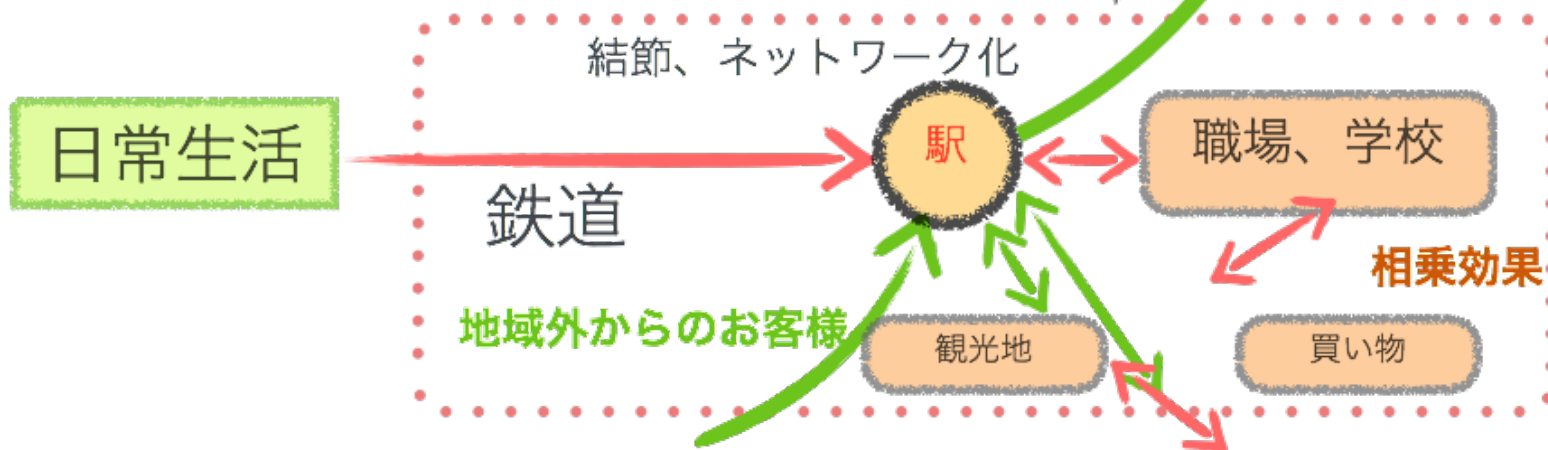 結節、ネットワーク化
日常生活
駅
職場、学校
鉄道
相乗効果
地域外からのお客様
観光地
買い物